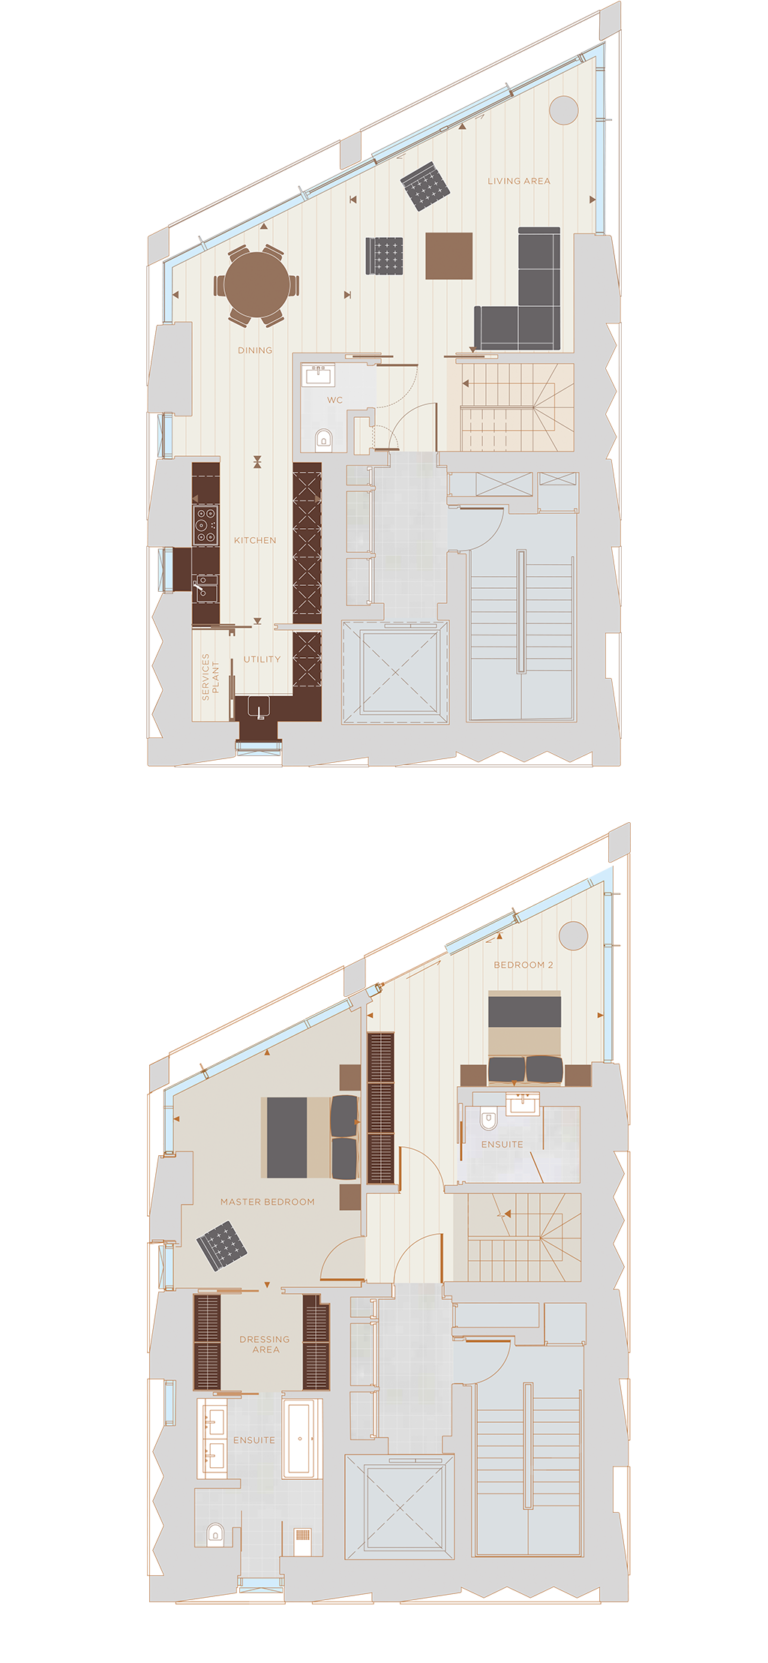 LIVING AREA
DINING
WC
KITCHEN
UTILITY
SERVICES
PLANT
BEDROOM 2
ENSUITE
MASTER BEDROOM
DRESSING
AREA
ENSUITE